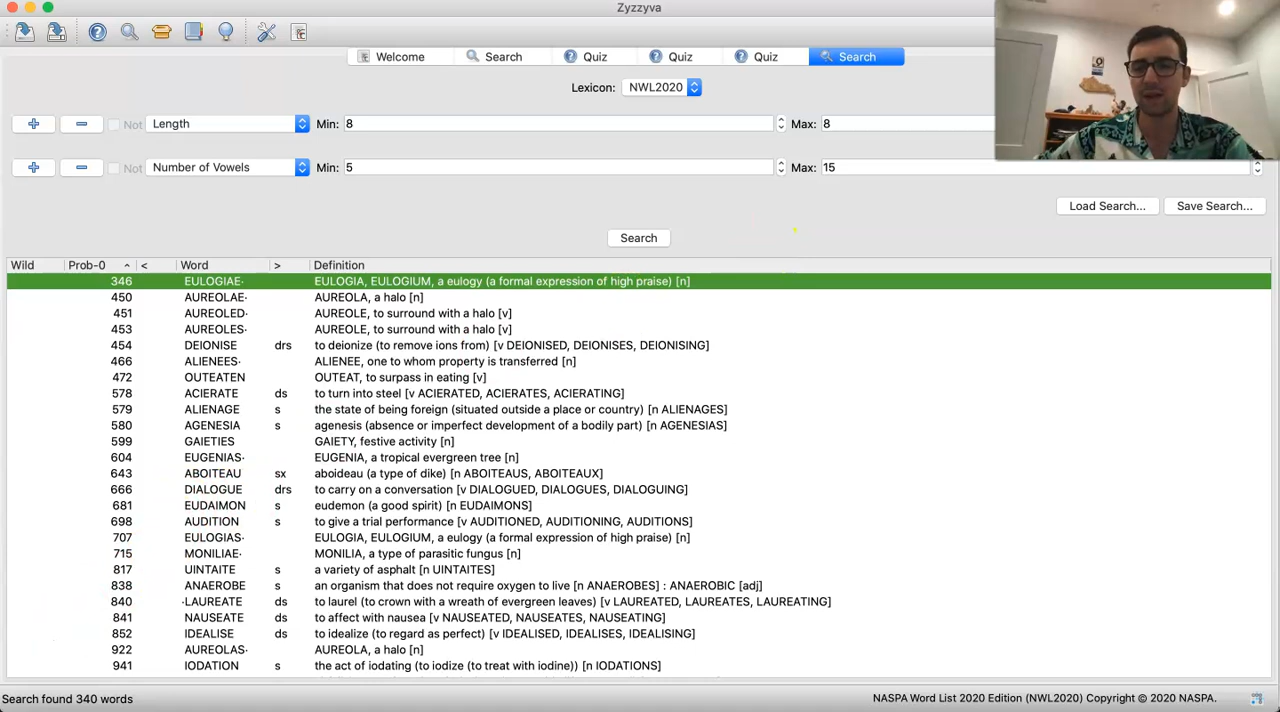 Zyzzyva
Welcome Search Quiz Quiz Quiz Search
Lexicon: NWL2020
Not Length Min: 8 Max: 8
Not Number of Vowels Min: 5 Max: 15
Load Search... Save Search...
Search
Wild Prob-0 < Word > Definition
346 EULOGIAE· EULOGIA, EULOGIUM, a eulogy (a formal expression of high praise) [n]
450 AUREOLAE· AUREOLA, a halo [n]
451 AUREOLED· AUREOLE, to surround with a halo [v]
453 AUREOLES· AUREOLE, to surround with a halo [v]
454 DEIONISE drs to deionize (to remove ions from) [v DEIONISED, DEIONISES, DEIONISING]
466 ALIENEES· ALIENEE, one to whom property is transferred [n]
472 OUTEATEN OUTEAT, to surpass in eating [v]
578 ACIERATE ds to turn into steel [v ACIERATED, ACIERATES, ACIERATING]
579 ALIENAGE s the state of being foreign (situated outside a place or country) [n ALIENAGES]
580 AGENESIA s agenesis (absence or imperfect development of a bodily part) [n AGENESIAS]
599 GAIETIES GAIETY, festive activity [n]
604 EUGENIAS· EUGENIA, a tropical evergreen tree [n]
643 ABOITEAU sx aboideau (a type of dike) [n ABOITEAUS, ABOITEAUX]
666 DIALOGUE drs to carry on a conversation [v DIALOGUED, DIALOGUES, DIALOGUING]
681 EUDAIMON s eudemon (a good spirit) [n EUDAIMONS]
698 AUDITION s to give a trial performance [v AUDITIONED, AUDITIONING, AUDITIONS]
707 EULOGIAS· EULOGIA, EULOGIUM, a eulogy (a formal expression of high praise) [n]
715 MONILIAE· MONILIA, a type of parasitic fungus [n]
817 UINTAITE s a variety of asphalt [n UINTAITES]
838 ANAEROBE s an organism that does not require oxygen to live [n ANAEROBES] : ANAEROBIC [adj]
840 ·LAUREATE ds to laurel (to crown with a wreath of evergreen leaves) [v LAUREATED, LAUREATES, LAUREATING]
841 NAUSEATE ds to affect with nausea [v NAUSEATED, NAUSEATES, NAUSEATING]
852 IDEALISE ds to idealize (to regard as perfect) [v IDEALISED, IDEALISES, IDEALISING]
922 AUREOLAS· AUREOLA, a halo [n]
941 IODATION s the act of iodating (to iodize (to treat with iodine)) [n IODATIONS]
Search found 340 words NASPA Word List 2020 Edition (NWL2020) Copyright © 2020 NASPA.